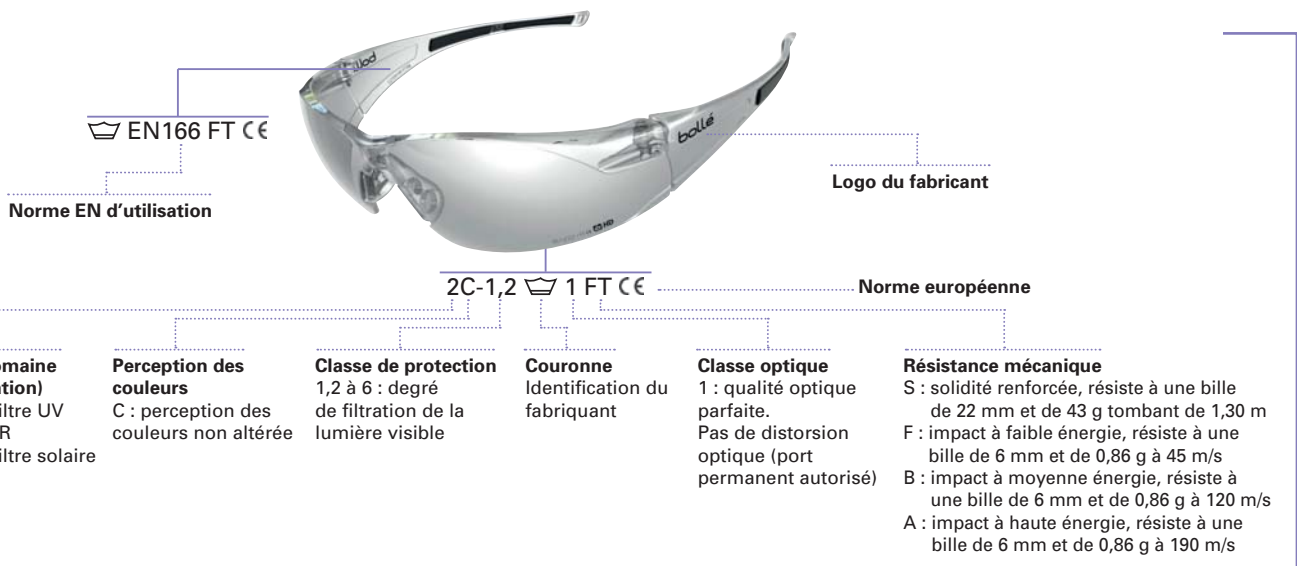 bollé
bollé
EN166 FT CE
Logo du fabricant
Norme EN d’utilisation
HD
2C-1,2 1 FT CE
Norme européenne
Perception des
couleurs
C : perception des
couleurs non altérée
Classe de protection
1,2 à 6 : degré
de filtration de la
lumière visible
Couronne
Identification du
fabriquant
Classe optique
1 : qualité optique
parfaite.
Pas de distorsion
optique (port
permanent autorisé)
Résistance mécanique
S : solidité renforcée, résiste à une bille
de 22 mm et de 43 g tombant de 1,30 m
F : impact à faible énergie, résiste à une
bille de 6 mm et de 0,86 g à 45 m/s
B : impact à moyenne énergie, résiste à
une bille de 6 mm et de 0,86 g à 120 m/s
A : impact à haute énergie, résiste à une
bille de 6 mm et de 0,86 g à 190 m/s
omaine
tion)
iltre UV
R
iltre solaire